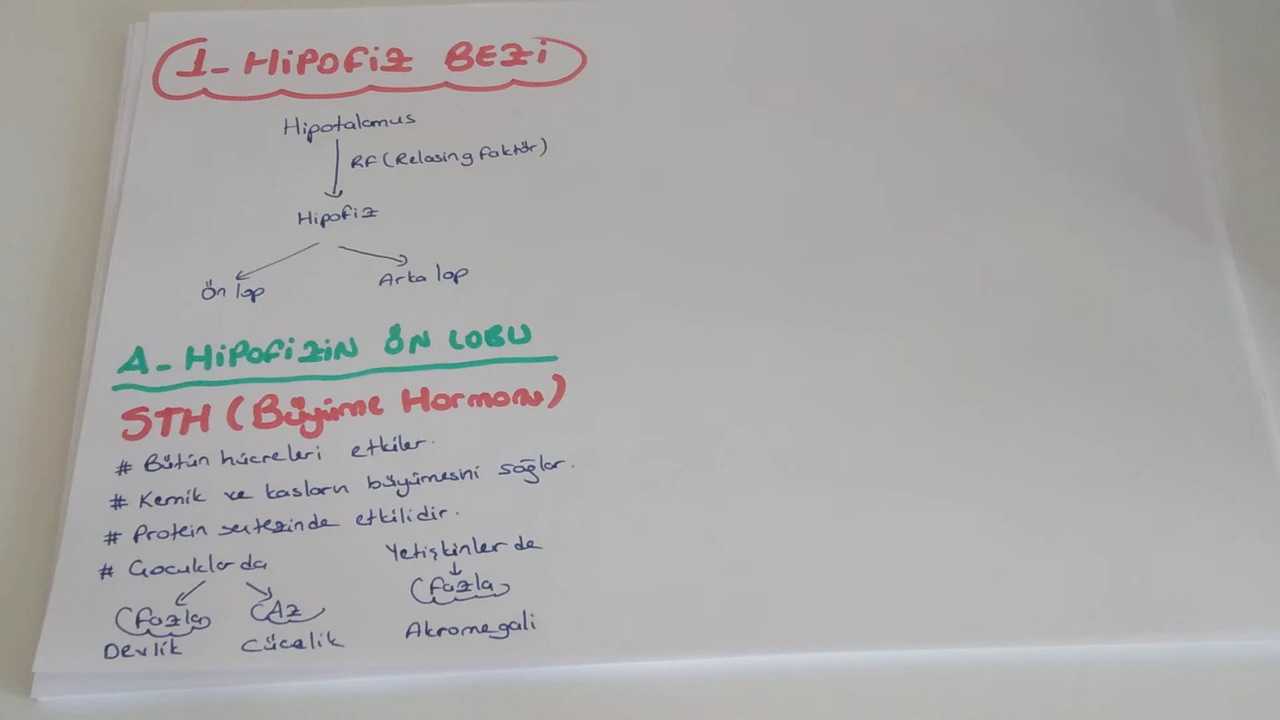 1- HiPOFiZ BEZi
Hipotalamus
RF (Relasing faktör)
Hipofiz
Ön lop
Arka lop
A- HiPOFiZiN ÖN LOBU
STH (Büyüme Hormonu)
# Bütün hücreleri etkiler.
# Kemik ve kasların büyümesini sağlar.
# Protein sentezinde etkilidir.
# Çocuklarda
Yetişkinlerde
Fazla
Az
Fazla
Devlik
Cücelik
Akromegali